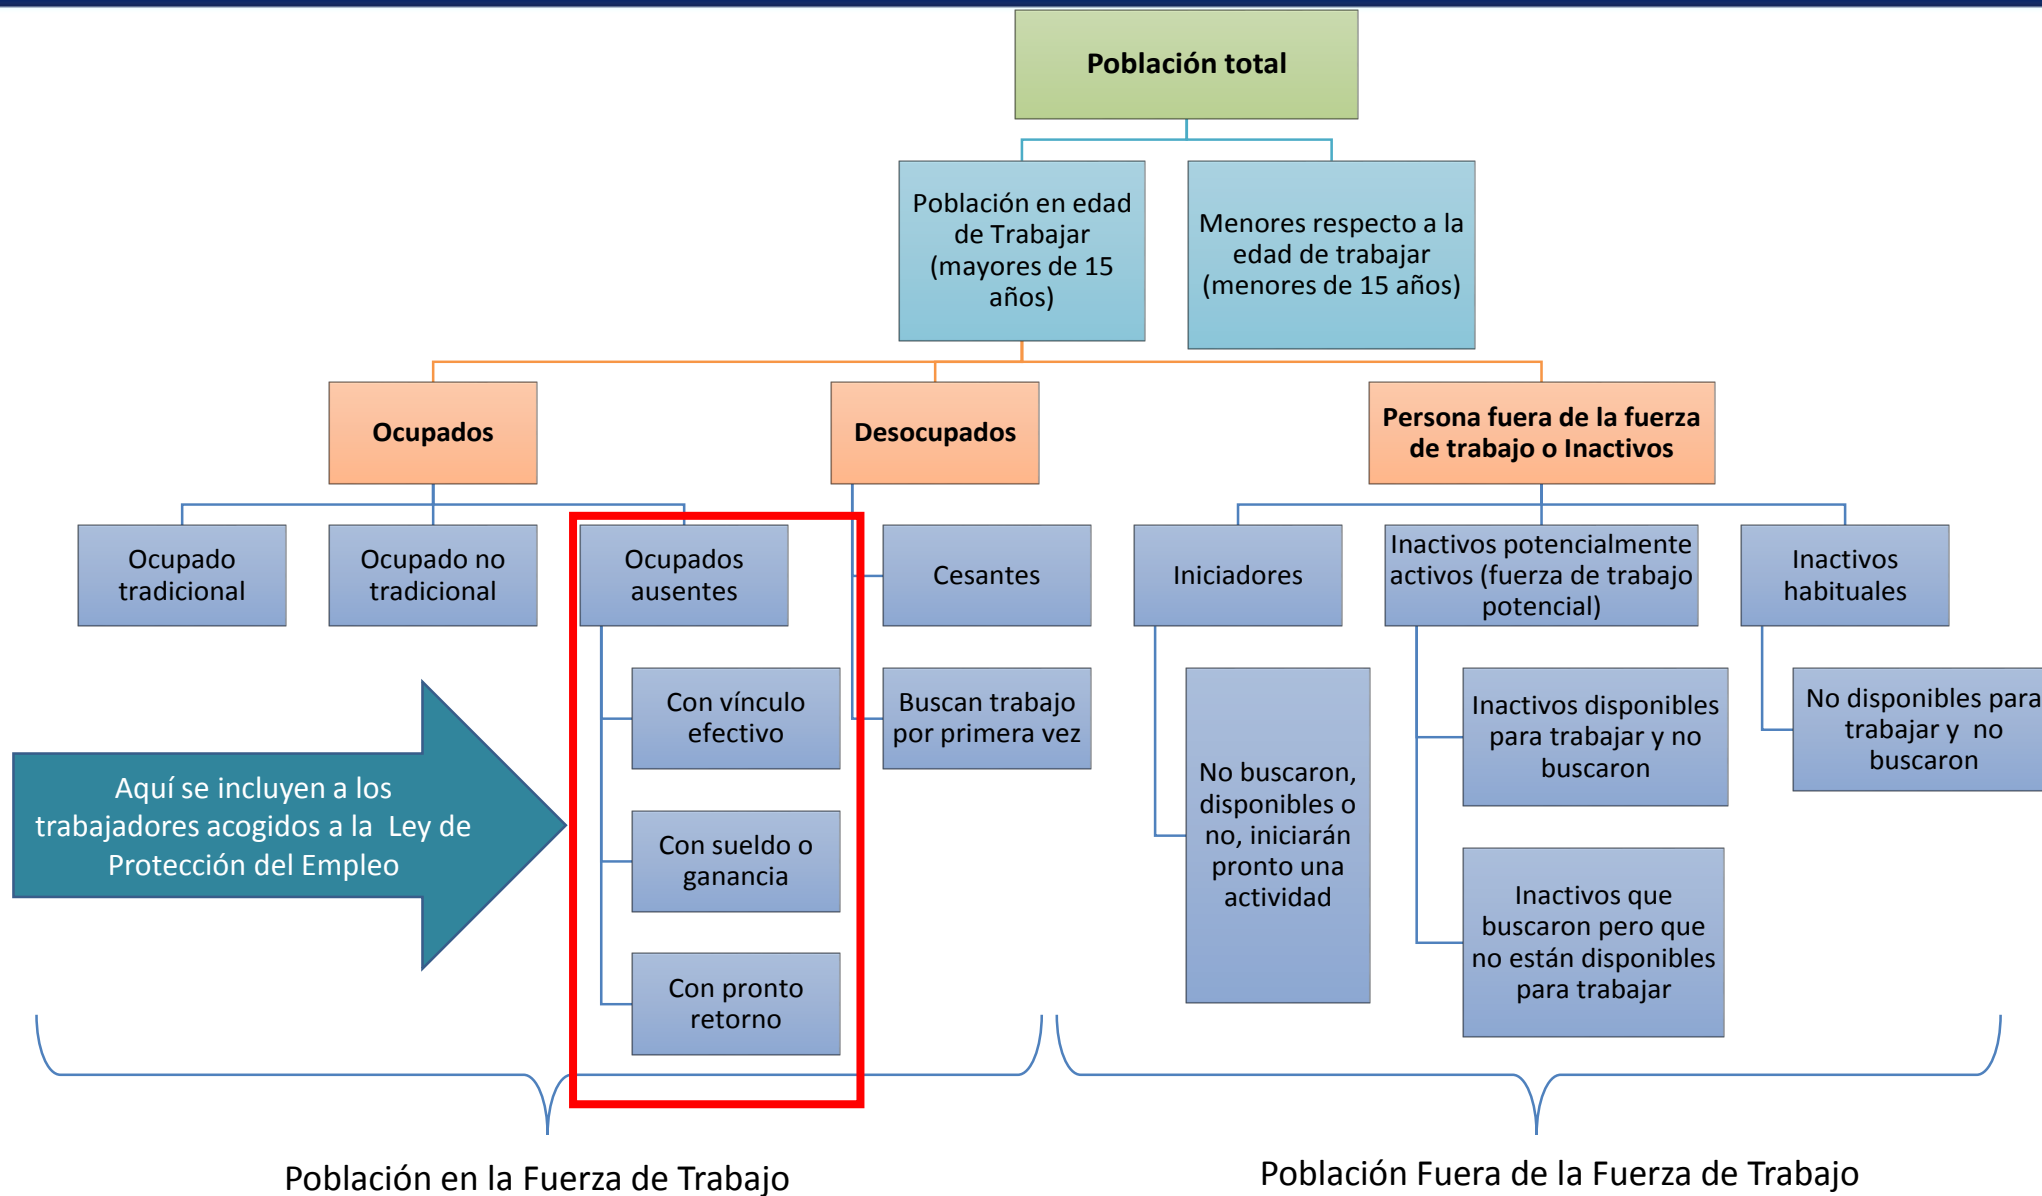 Población total
Población en edad
de Trabajar
(mayores de 15
años)
Menores respecto a la
edad de trabajar
(menores de 15 años)
Ocupados
Desocupados
Persona fuera de la fuerza
de trabajo o Inactivos
Ocupado
tradicional
Ocupado no
tradicional
Ocupados
ausentes
Cesantes
Iniciadores
Inactivos potencialmente
activos (fuerza de trabajo
potencial)
Inactivos
habituales
Con vínculo
efectivo
Buscan trabajo
por primera vez
No buscaron,
disponibles o
no, iniciarán
pronto una
actividad
Inactivos disponibles
para trabajar y no
buscaron
No disponibles para
trabajar y no
buscaron
Aquí se incluyen a los
trabajadores acogidos a la Ley de
Protección del Empleo
Con sueldo o
ganancia
Inactivos que
buscaron pero que
no están disponibles
para trabajar
Con pronto
retorno
Población en la Fuerza de Trabajo
Población Fuera de la Fuerza de Trabajo